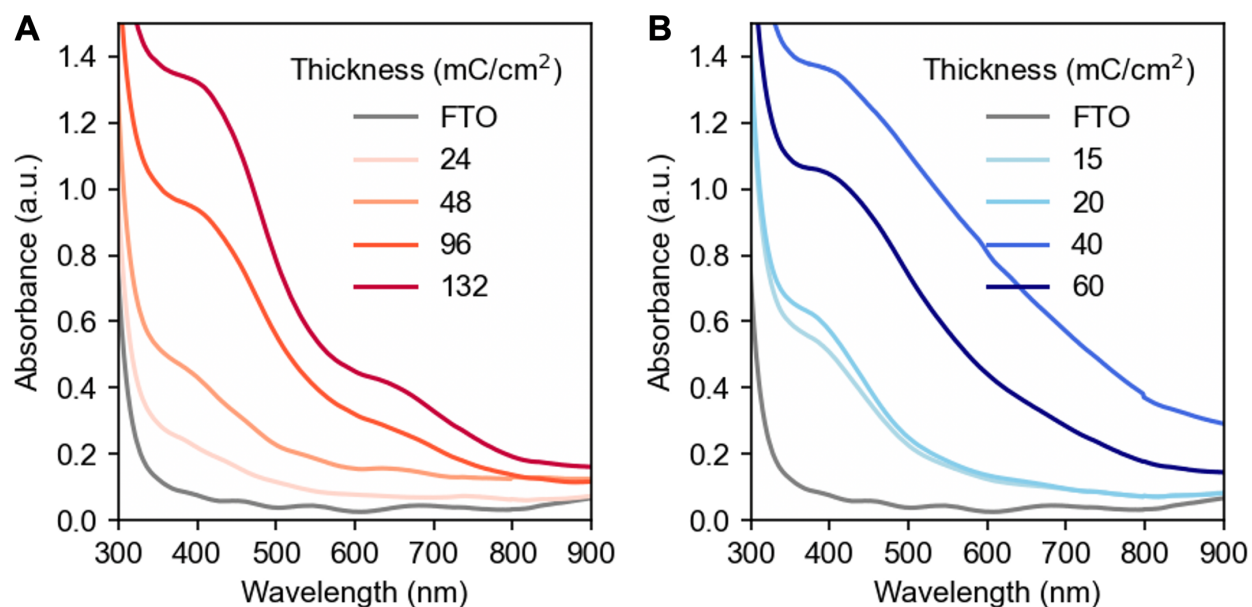 A
Absorbance (a.u.)
1.4
1.2
1.0
0.8
0.6
0.4
0.2
0.0
Thickness (mC/cm²)
FTO
24
48
96
132
300 400 500 600 700 800 900
Wavelength (nm)
B
Absorbance (a.u.)
1.4
1.2
1.0
0.8
0.6
0.4
0.2
0.0
Thickness (mC/cm²)
FTO
15
20
40
60
300 400 500 600 700 800 900
Wavelength (nm)